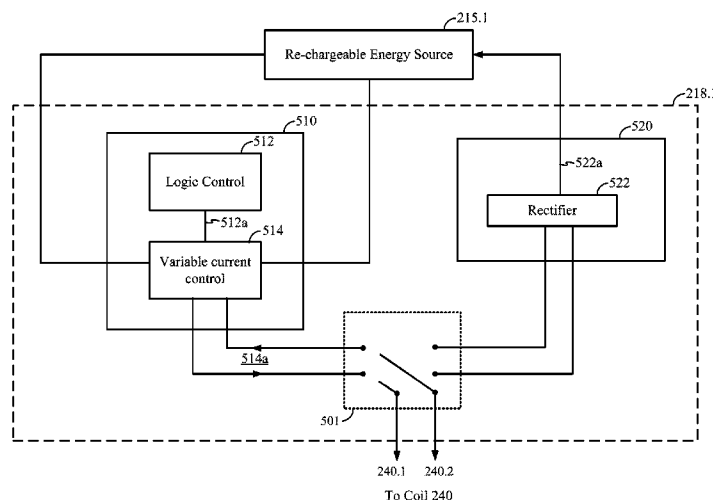 215.1
Re-chargeable Energy Source
218.
510
512
Logic Control
512a
514
Variable current
control
520
522a
522
Rectifier
514a
501
240.1
240.2
To Coil 240